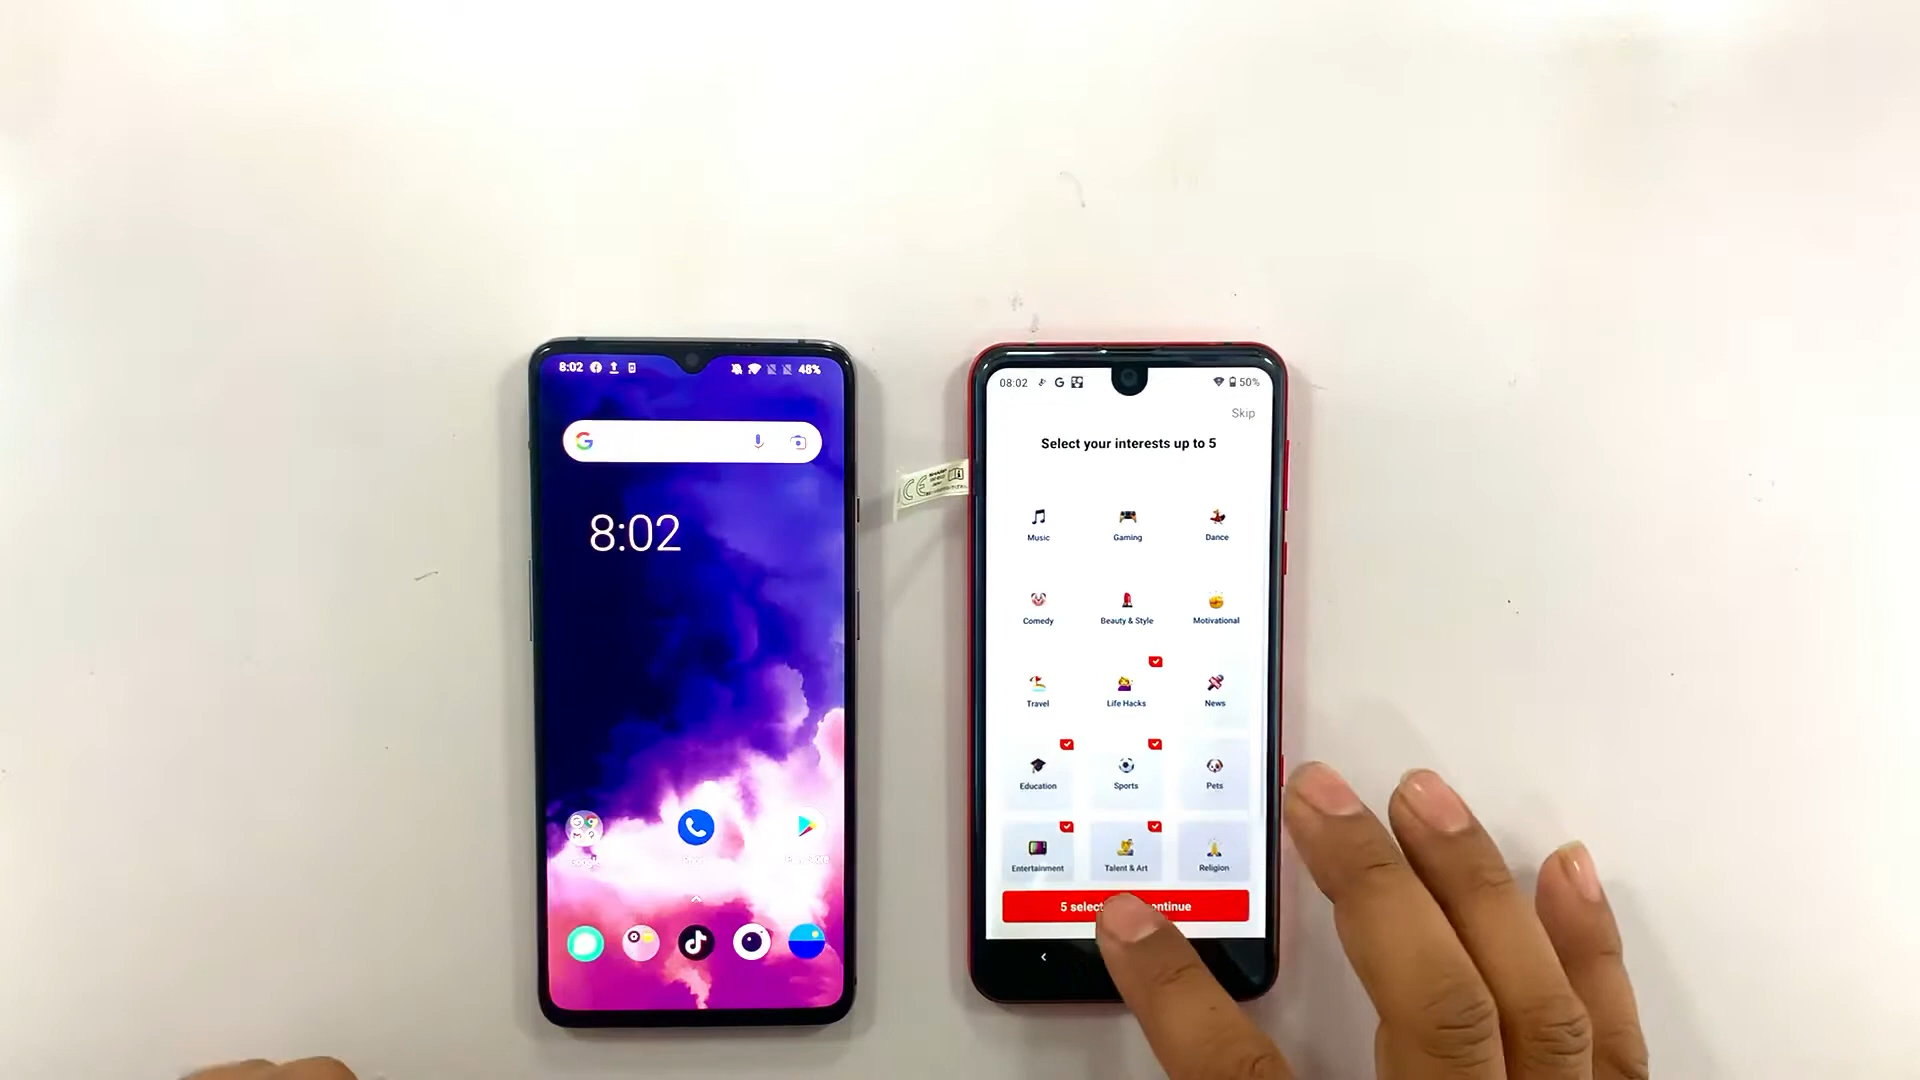 8:02
48%
8:02
08:02
50%
Skip
Select your interests up to 5
Music
Gaming
Dance
Comedy
Beauty & Style
Motivational
Travel
Life Hacks
News
Education
Sports
Pets
Entertainment
Talent & Art
Religion
5 select
CE